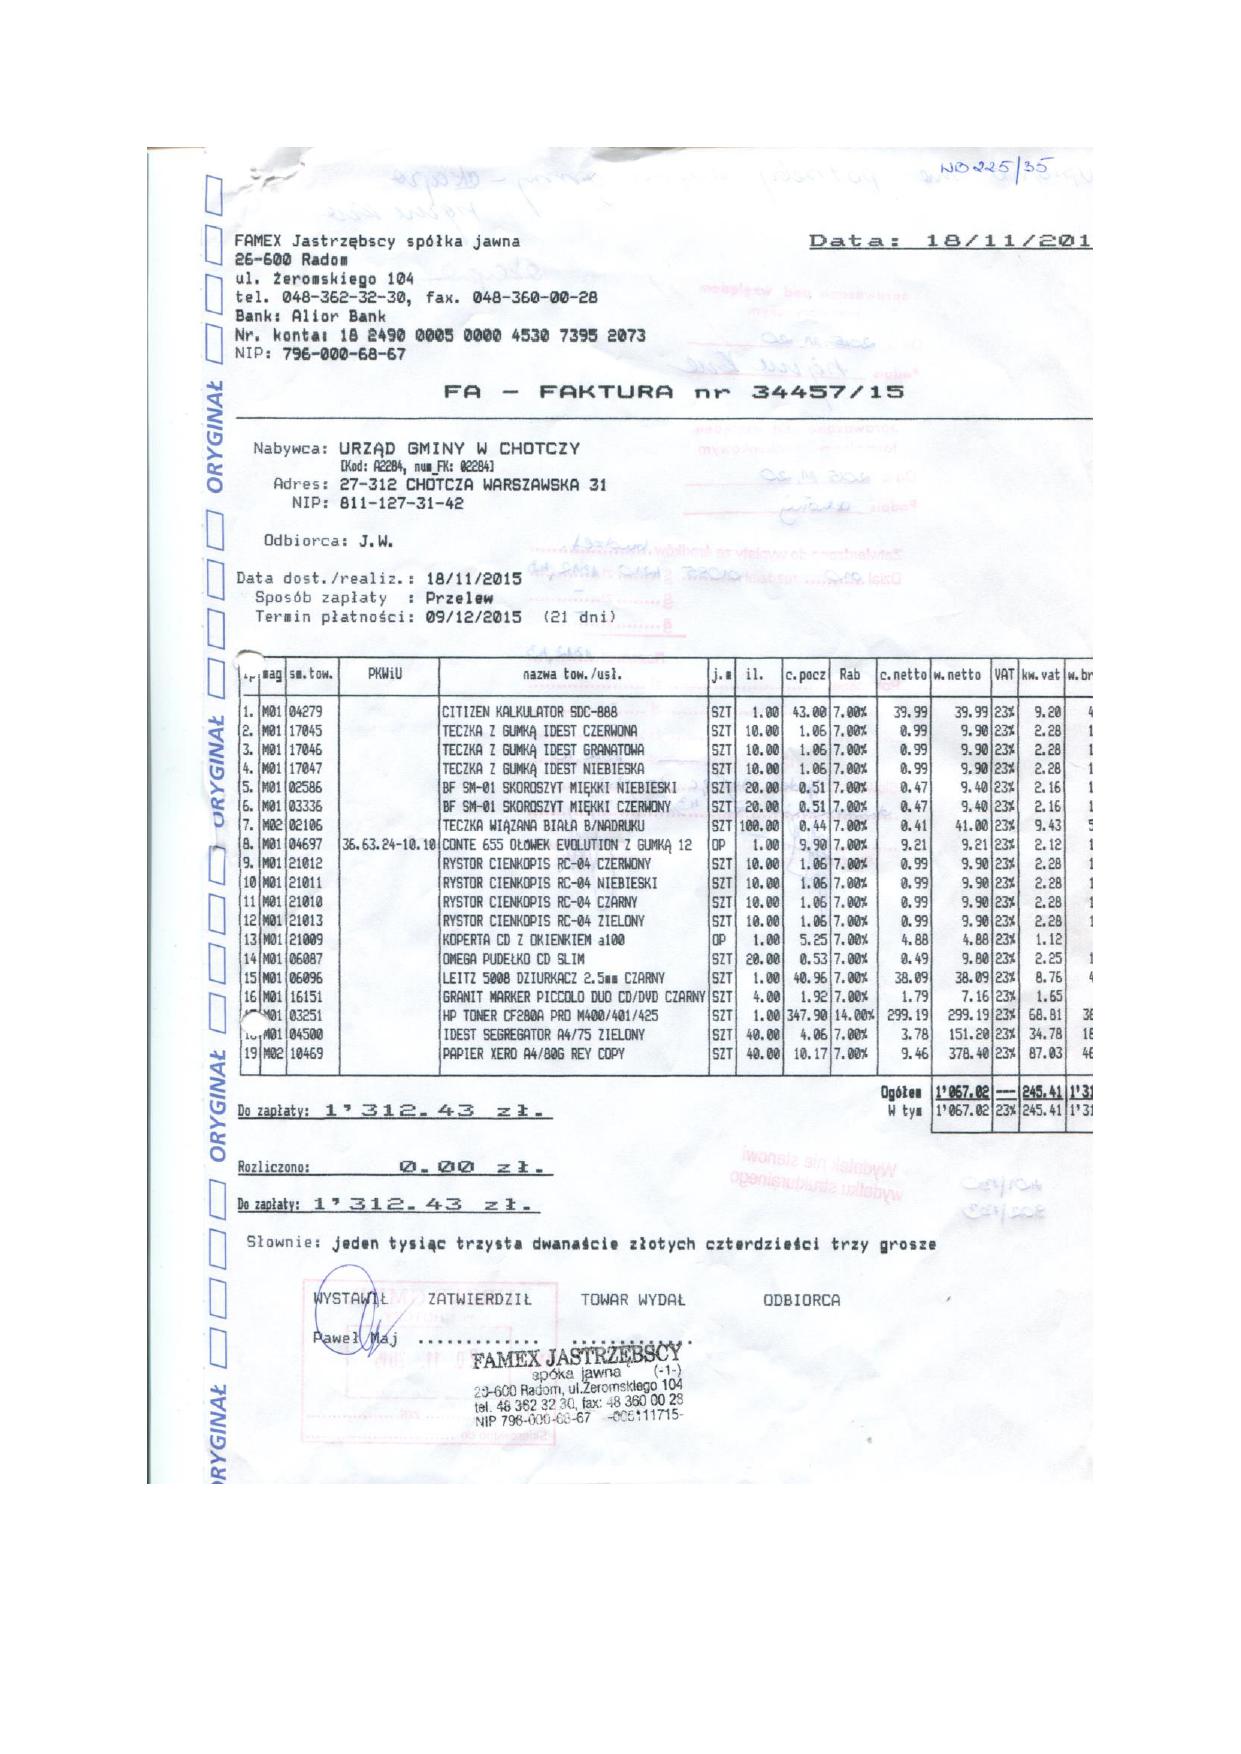 ND 225/35
FAMEX Jastrzębscy spółka jawna
Data: 18/11/201
26-600 Radom
ul. Żeromskiego 104
tel. 048-362-32-30, fax. 048-360-00-28
Bank: Alior Bank
Nr. konta: 18 2490 0005 0000 4530 7395 2073
NIP: 796-000-68-67
FA - FAKTURA nr 34457/15
Nabywca: URZĄD GMINY W CHOTCZY
[Kod: A2284, num_FK: 02284]
Adres: 27-312 CHOTCZA WARSZAWSKA 31
NIP: 811-127-31-42
Odbiorca: J.W.
Data dost./realiz.: 18/11/2015
Sposób zapłaty : Przelew
Termin płatności: 09/12/2015 (21 dni)
mag sm.tow. PKWiU nazwa tow./usł. j.m il. c.pocz Rab c.netto w.netto VAT kw.vat w.br
1. M01 04279 CITIZEN KALKULATOR SDC-888 SZT 1.00 43.00 7.00% 39.99 39.99 23% 9.20 4
2. M01 17045 TECZKA Z GUMKĄ IDEST CZERWONA SZT 10.00 1.06 7.00% 0.99 9.90 23% 2.28 1
3. M01 17046 TECZKA Z GUMKĄ IDEST GRANATOWA SZT 10.00 1.06 7.00% 0.99 9.90 23% 2.28 1
4. M01 17047 TECZKA Z GUMKĄ IDEST NIEBIESKA SZT 10.00 1.06 7.00% 0.99 9.90 23% 2.28 1
5. M01 02586 BF SM-01 SKOROSZYT MIĘKKI NIEBIESKI SZT 20.00 0.51 7.00% 0.47 9.40 23% 2.16 1
6. M01 03336 BF SM-01 SKOROSZYT MIĘKKI CZERWONY SZT 20.00 0.51 7.00% 0.47 9.40 23% 2.16 1
7. M02 02106 TECZKA WIĄZANA BIAŁA B/NADRUKU SZT 100.00 0.44 7.00% 0.41 41.00 23% 9.43 5
8. M01 04697 36.63.24-10.10 CONTE 655 OŁOWEK EVOLUTION Z GUMKĄ 12 OP 1.00 9.90 7.00% 9.21 9.21 23% 2.12 1
9. M01 21012 RYSTOR CIENKOPIS RC-04 CZERWONY SZT 10.00 1.06 7.00% 0.99 9.90 23% 2.28 1
10 M01 21011 RYSTOR CIENKOPIS RC-04 NIEBIESKI SZT 10.00 1.06 7.00% 0.99 9.90 23% 2.28 1
11 M01 21010 RYSTOR CIENKOPIS RC-04 CZARNY SZT 10.00 1.06 7.00% 0.99 9.90 23% 2.28 1
12 M01 21013 RYSTOR CIENKOPIS RC-04 ZIELONY SZT 10.00 1.06 7.00% 0.99 9.90 23% 2.28 1
13 M01 21009 KOPERTA CD Z OKIENKIEM a100 OP 1.00 5.25 7.00% 4.88 4.88 23% 1.12
14 M01 06087 OMEGA PUDEŁKO CD SLIM SZT 20.00 0.53 7.00% 0.49 9.80 23% 2.25 1
15 M01 06096 LEITZ 5008 DZIURKACZ 2.5mm CZARNY SZT 1.00 40.96 7.00% 38.09 38.09 23% 8.76 4
16 M01 16151 GRANIT MARKER PICCOLO DUO CD/DVD CZARNY SZT 4.00 1.92 7.00% 1.79 7.16 23% 1.65
M01 03251 HP TONER CF280A PRO M400/401/425 SZT 1.00 347.90 14.00% 299.19 299.19 23% 68.81 36
M01 04500 IDEST SEGREGATOR A4/75 ZIELONY SZT 40.00 4.06 7.00% 3.78 151.20 23% 34.78 18
19 M02 10469 PAPIER XERO A4/80G REY COPY SZT 40.00 10.17 7.00% 9.46 378.40 23% 87.03 46
Ogółem 1'067.02 --- 245.41 1'31
Do zapłaty: 1'312.43 zł.
W tym 1'067.02 23% 245.41 1'31
Rozliczono: 0.00 zł.
Do zapłaty: 1'312.43 zł.
Słownie: jeden tysiąc trzysta dwanaście złotych czterdzieści trzy grosze
WYSTAWIŁ ZATWIERDZIŁ TOWAR WYDAŁ ODBIORCA
Paweł Maj ............. .............
FAMEX JASTRZĘBSCY
spółka jawna (-1-)
26-600 Radom, ul.Żeromskiego 104
tel. 48 362 32 30, fax: 48 360 00 28
NIP 796-000-68-67
ORYGINAŁ
ORYGINAŁ
ORYGINAŁ
ORYGINAŁ